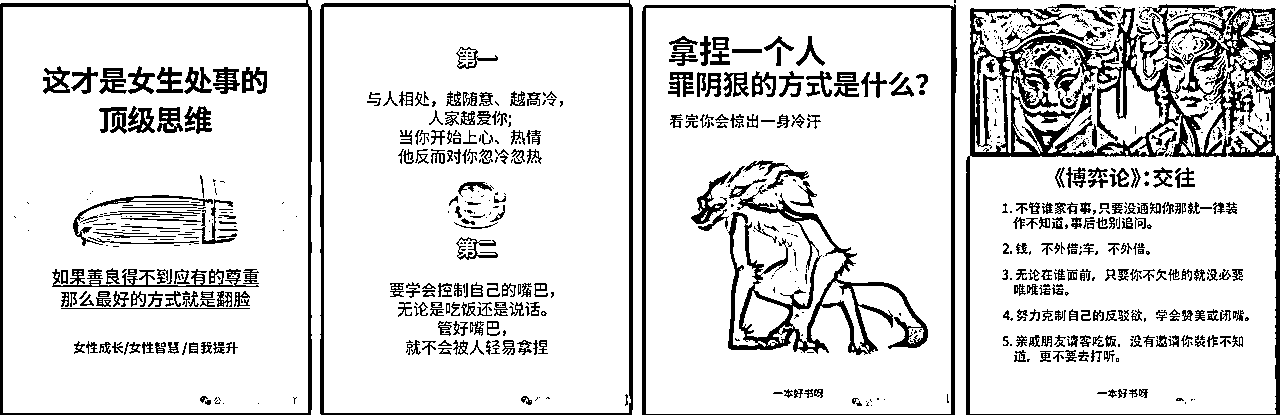 这才是女生处事的
顶级思维
如果善良得不到应有的尊重
那么最好的方式就是翻脸
女性成长/女性智慧/自我提升
第一
与人相处，越随意、越高冷，
人家越爱你；
当你开始上心、热情
他反而对你忽冷忽热
第二
要学会控制自己的嘴巴，
无论是吃饭还是说话。
管好嘴巴，
就不会被人轻易拿捏
拿捏一个人
罪阴狠的方式是什么？
看完你会惊出一身冷汗
一本好书呀
《博弈论》：交往
1. 不管谁家有事，只要没通知你那就一律装
作不知道，事后也别追问。
2. 钱，不外借；车，不外借。
3. 无论在谁面前，只要你不欠他的就没必要
唯唯诺诺。
4. 努力克制自己的反驳欲，学会赞美或闭嘴。
5. 亲戚朋友请客吃饭，没有邀请你装作不知
道，更不要去打听。
一本好书呀